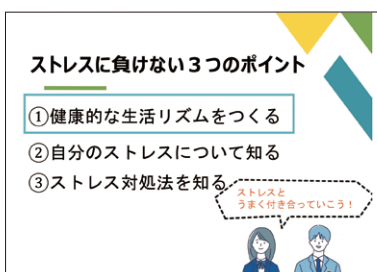 ストレスに負けない３つのポイント
①健康的な生活リズムをつくる
②自分のストレスについて知る
③ストレス対処法を知る
ストレスと
うまく付き合っていこう！